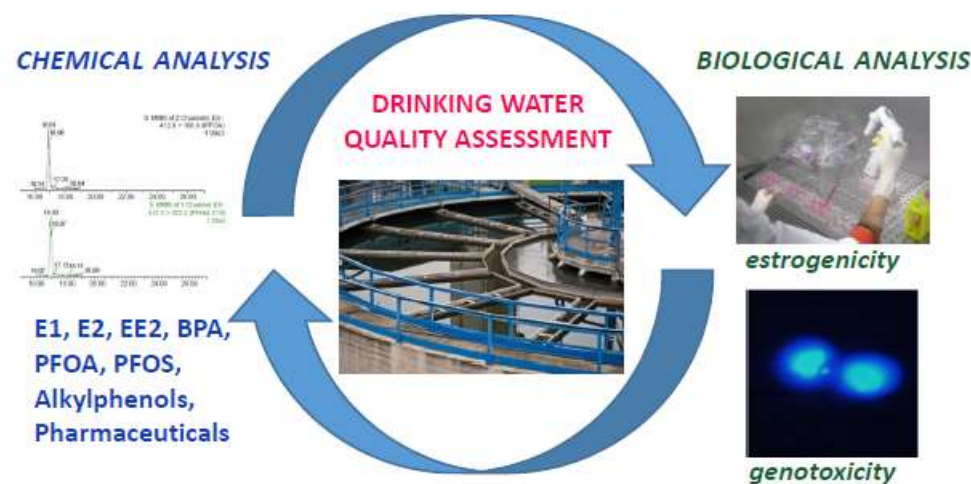 CHEMICAL ANALYSIS
BIOLOGICAL ANALYSIS
DRINKING WATER
QUALITY ASSESSMENT
estrogenicity
E1, E2, EE2, BPA,
PFOA, PFOS,
Alkylphenols,
Pharmaceuticals
genotoxicity